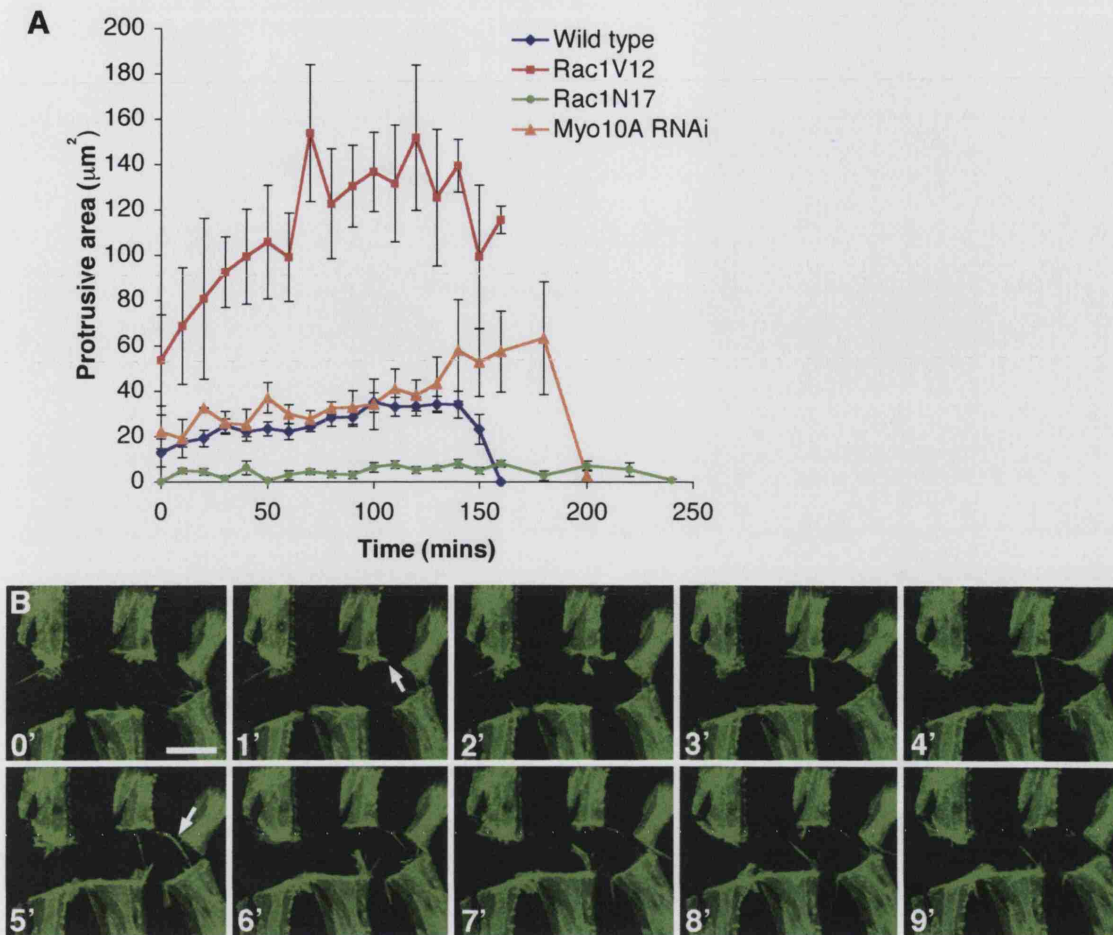 A
200
180
160
140
120
100
80
60
40
20
0
Protrusive area (μm²)
0 50 100 150 200 250
Time (mins)
Wild type
Rac1V12
Rac1N17
Myo10A RNAi
B
0' 1' 2' 3' 4'
5' 6' 7' 8' 9'